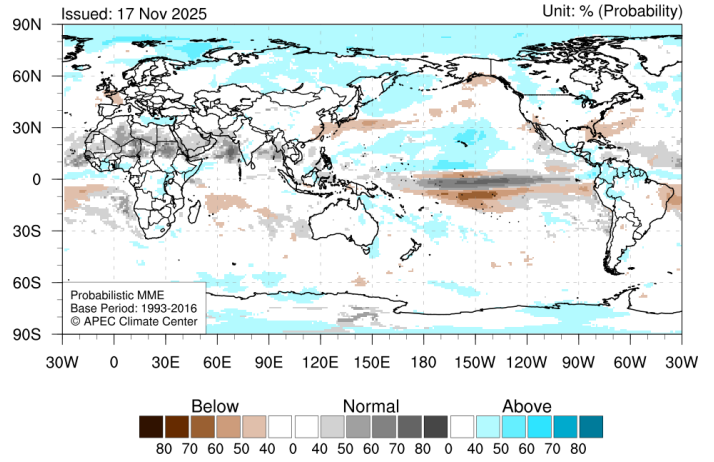 Issued: 17 Nov 2025
Unit: % (Probability)
90N
60N
30N
0
30S
60S
90S
Probabilistic MME
Base Period: 1993-2016
© APEC Climate Center
30W 0 30E 60E 90E 120E 150E 180 150W 120W 90W 60W 30W
Below Normal Above
80 70 60 50 40 0 40 50 60 70 80 0 40 50 60 70 80